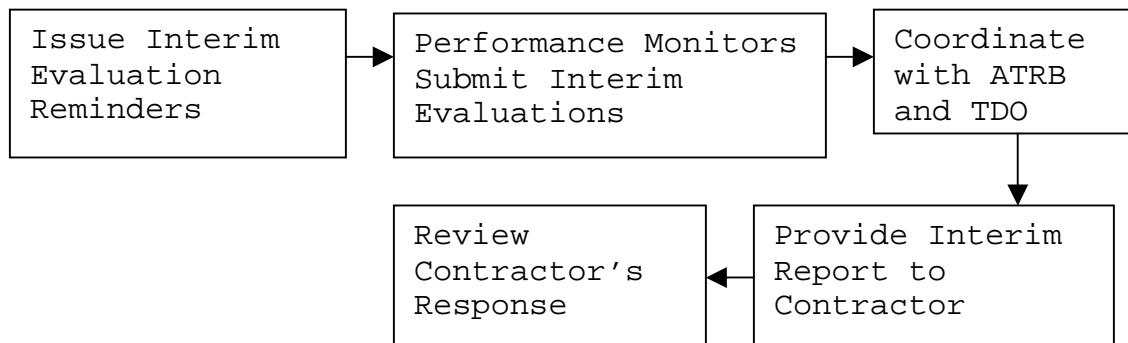 Issue Interim
Evaluation
Reminders
Performance Monitors
Submit Interim
Evaluations
Coordinate
with ATRB
and TDO
Provide Interim
Report to
Contractor
Review
Contractor’s
Response